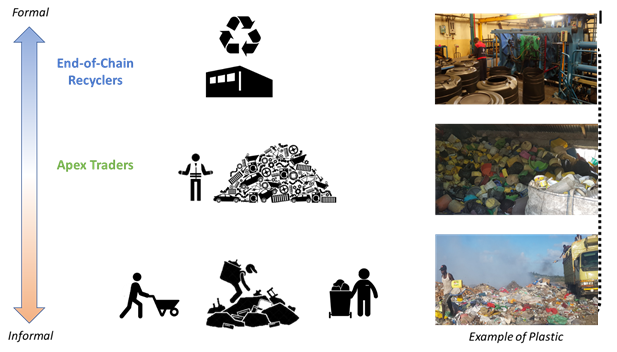 Formal
End-of-Chain
Recyclers
Apex Traders
Informal
Example of Plastic